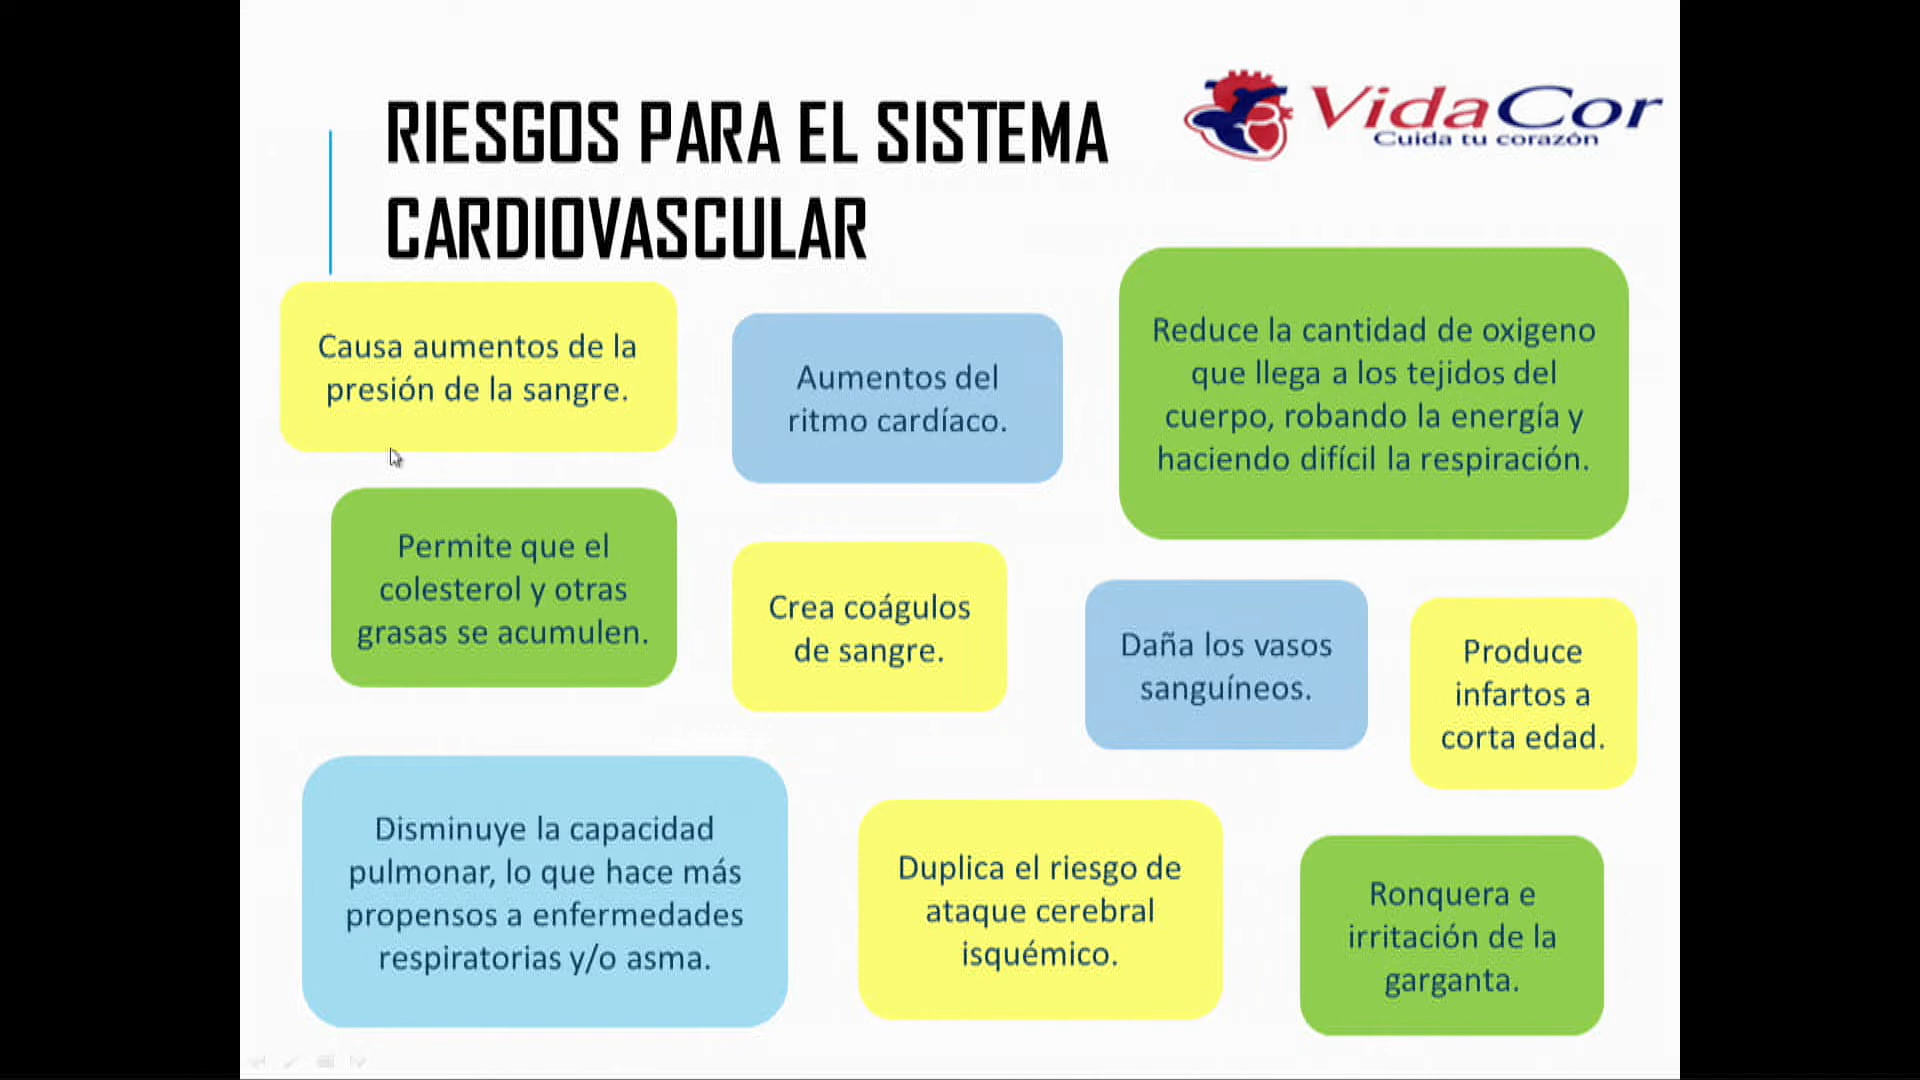 RIESGOS PARA EL SISTEMA
CARDIOVASCULAR
VidaCor
Cuida tu corazón
Causa aumentos de la
presión de la sangre.
Aumentos del
ritmo cardíaco.
Reduce la cantidad de oxigeno
que llega a los tejidos del
cuerpo, robando la energía y
haciendo difícil la respiración.
Permite que el
colesterol y otras
grasas se acumulen.
Crea coágulos
de sangre.
Daña los vasos
sanguíneos.
Produce
infartos a
corta edad.
Disminuye la capacidad
pulmonar, lo que hace más
propensos a enfermedades
respiratorias y/o asma.
Duplica el riesgo de
ataque cerebral
isquémico.
Ronquera e
irritación de la
garganta.